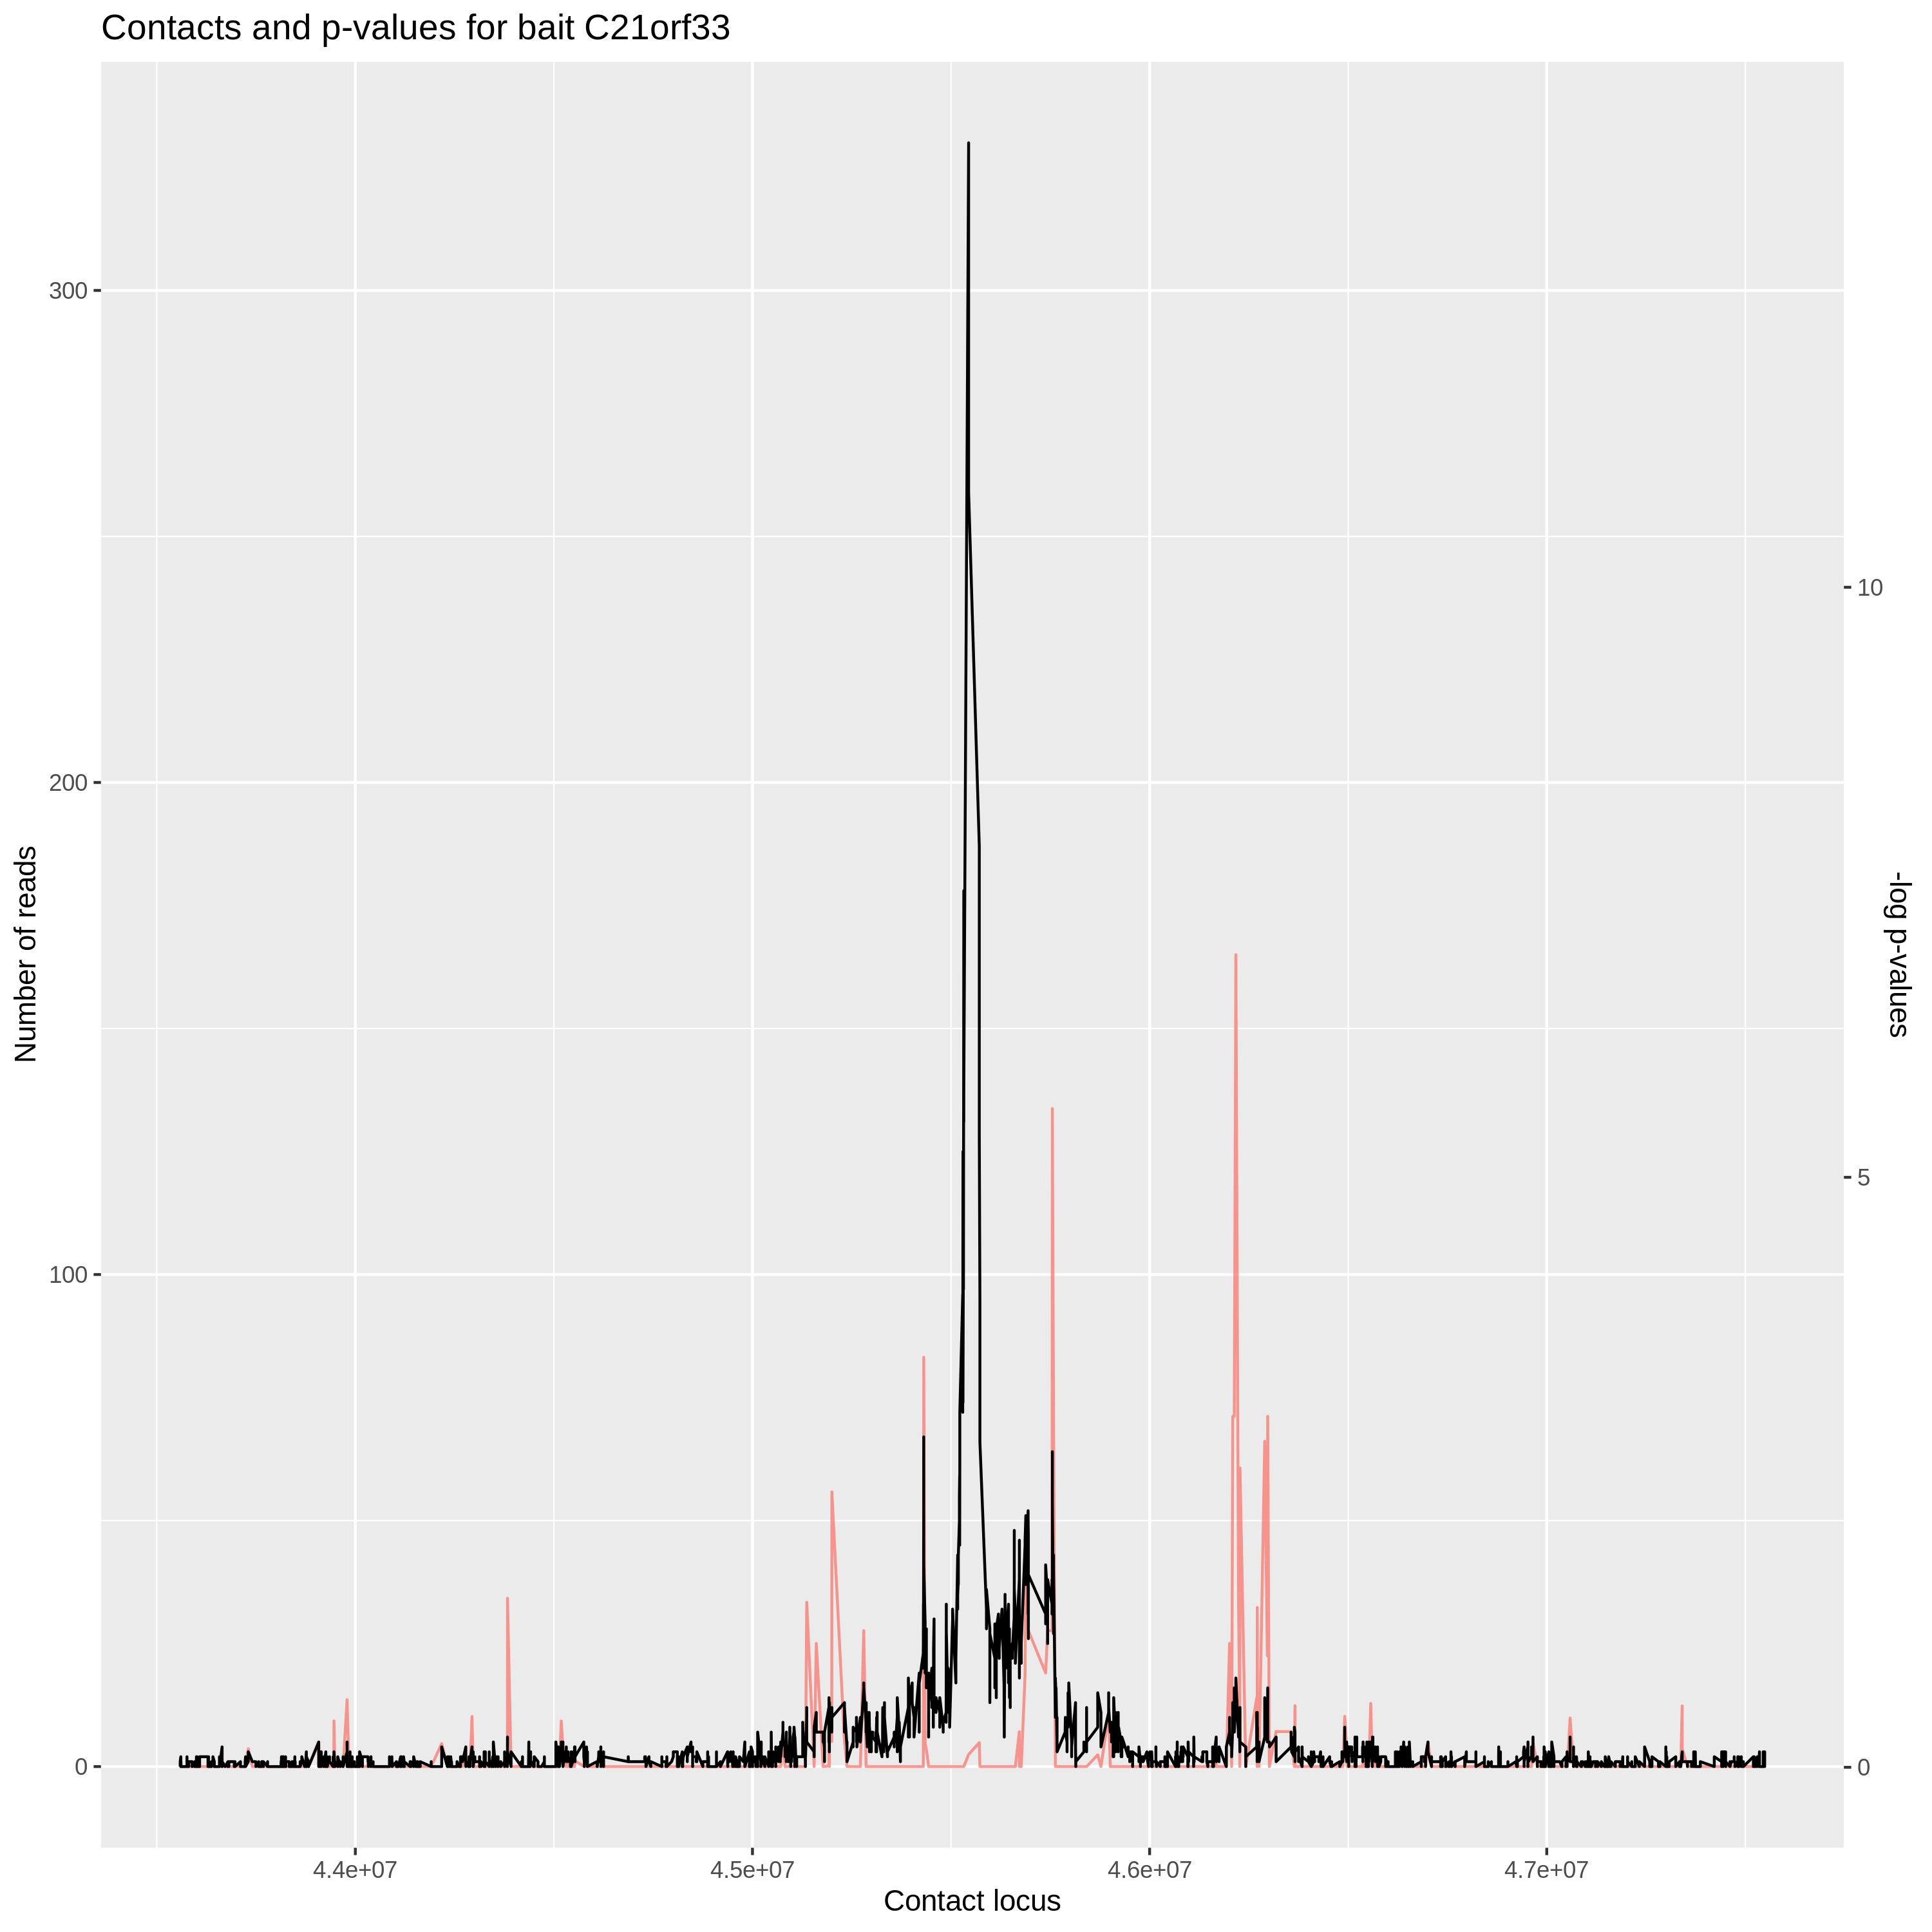 Contacts and p-values for bait C21orf33
300
200
100
0
Number of reads
10
5
0
-log p-values
4.4e+07
4.5e+07
4.6e+07
4.7e+07
Contact locus